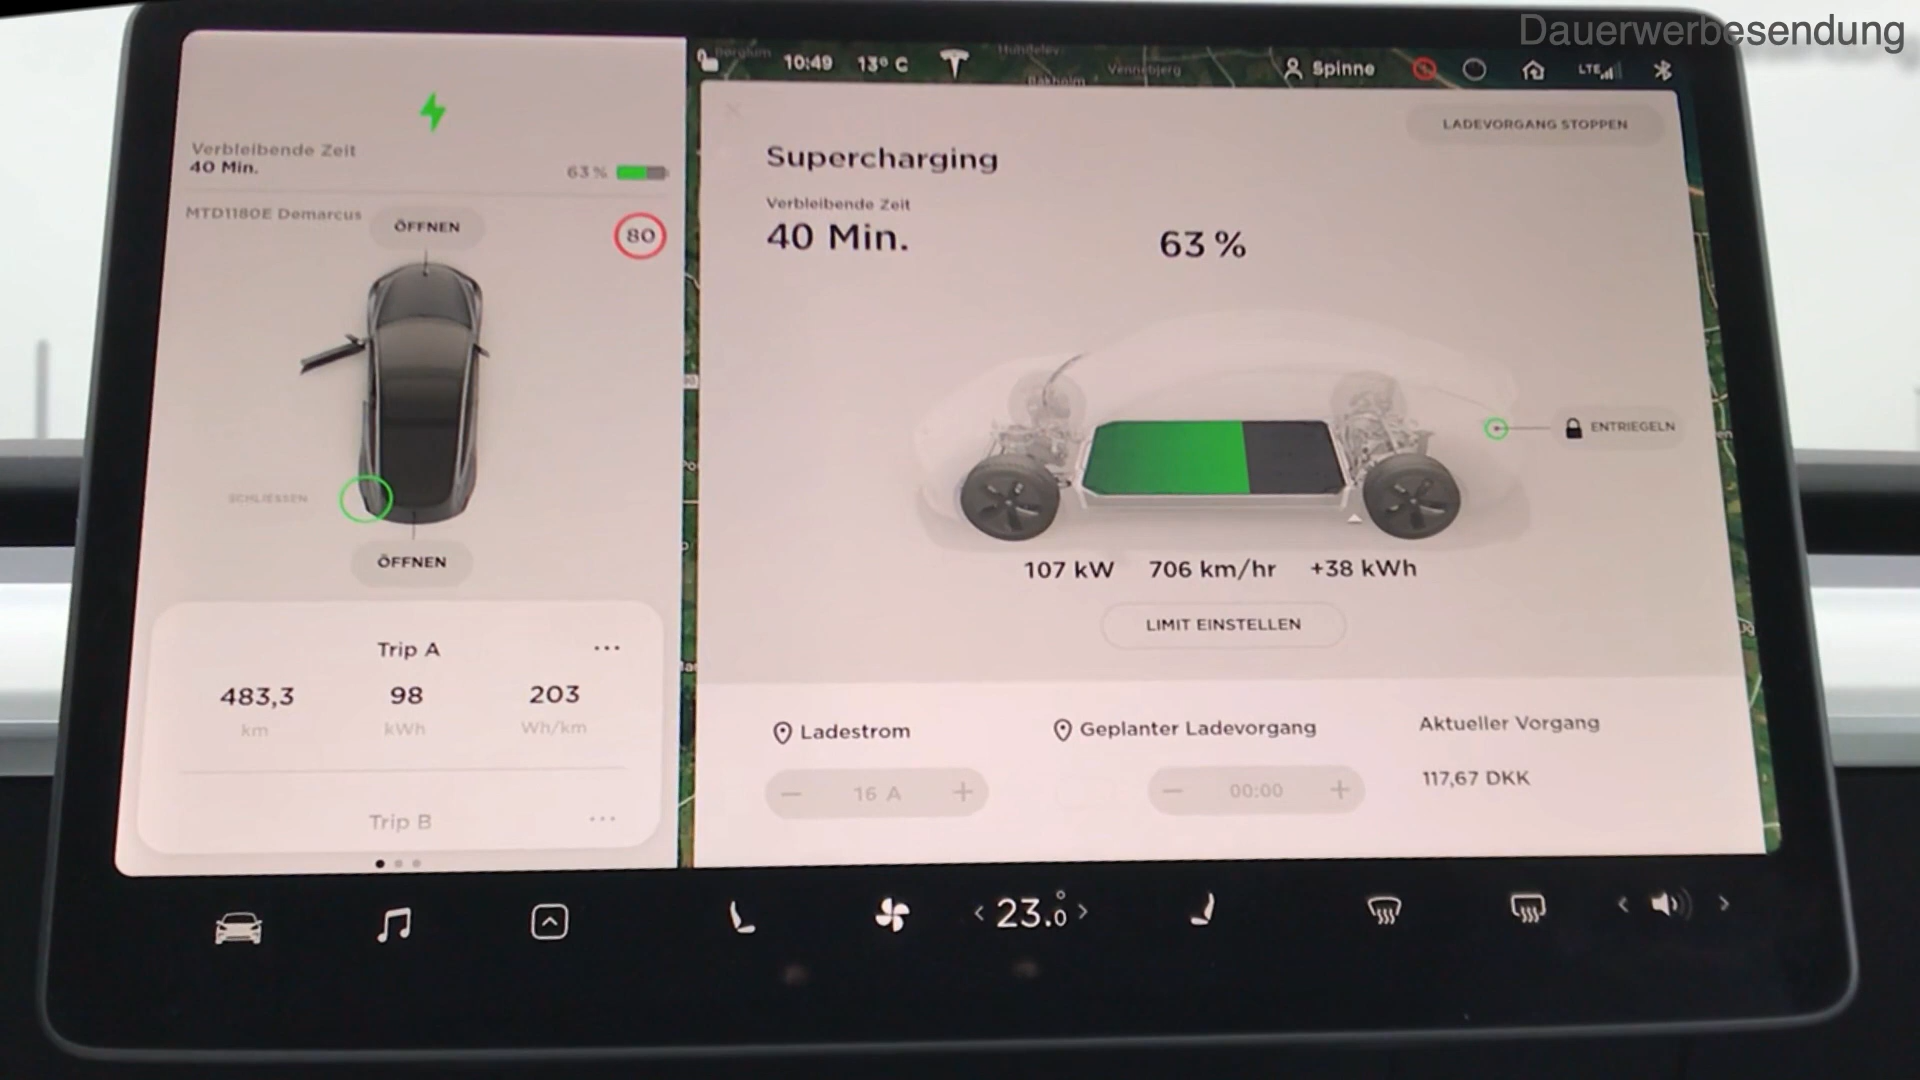 Dauerwerbesendung
10:49
13° C
Spinne
LTE
Verbleibende Zeit
40 Min.
63 %
MTD1180E Demarcus
ÖFFNEN
80
SCHLIESSEN
ÖFFNEN
Trip A
...
483,3
98
203
km
kWh
Wh/km
Trip B
...
LADEVORGANG STOPPEN
Supercharging
Verbleibende Zeit
40 Min.
63 %
ENTRIEGELN
107 kW
706 km/hr
+38 kWh
LIMIT EINSTELLEN
Ladestrom
Geplanter Ladevorgang
Aktueller Vorgang
— 16 A +
— 00:00 +
117,67 DKK
< 23.0° >
< >